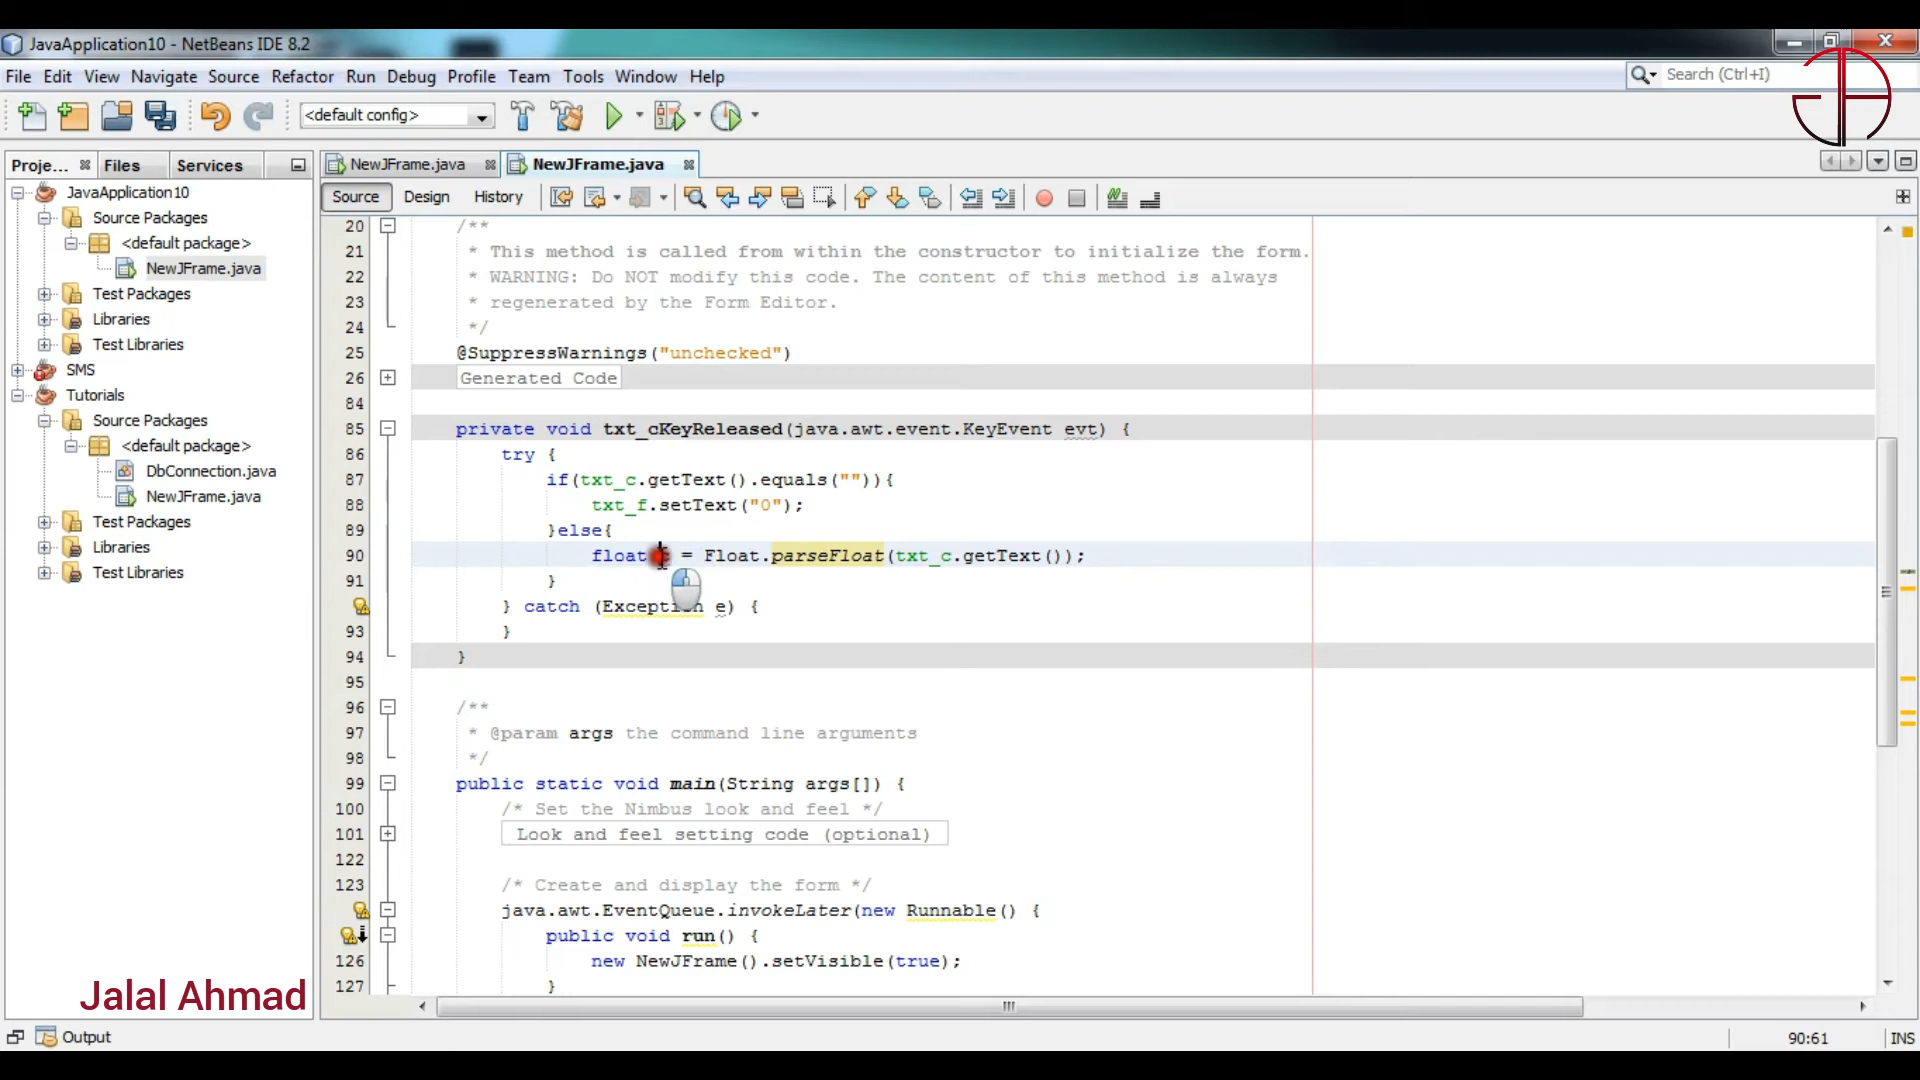 JavaApplication10 - NetBeans IDE 8.2
File Edit View Navigate Source Refactor Run Debug Profile Team Tools Window Help
Search (Ctrl+I)
<default config>
Proje... Files Services
NewJFrame.java NewJFrame.java
Source Design History
JavaApplication10
Source Packages
<default package>
NewJFrame.java
Test Packages
Libraries
Test Libraries
SMS
Tutorials
Source Packages
<default package>
DbConnection.java
NewJFrame.java
Test Packages
Libraries
Test Libraries
20 /**
21 * This method is called from within the constructor to initialize the form.
22 * WARNING: Do NOT modify this code. The content of this method is always
23 * regenerated by the Form Editor.
24 */
25 @SuppressWarnings("unchecked")
26 Generated Code
84
85 private void txt_cKeyReleased(java.awt.event.KeyEvent evt) {
86 try {
87 if(txt_c.getText().equals("")){
88 txt_f.setText("0");
89 }else{
90 float = Float.parseFloat(txt_c.getText());
91 }
} catch (Exception e) {
93 }
94 }
95
96 /**
97 * @param args the command line arguments
98 */
99 public static void main(String args[]) {
100 /* Set the Nimbus look and feel */
101 Look and feel setting code (optional)
122
123 /* Create and display the form */
java.awt.EventQueue.invokeLater(new Runnable() {
public void run() {
126 new NewJFrame().setVisible(true);
127 }
Jalal Ahmad
Output
90:61 INS